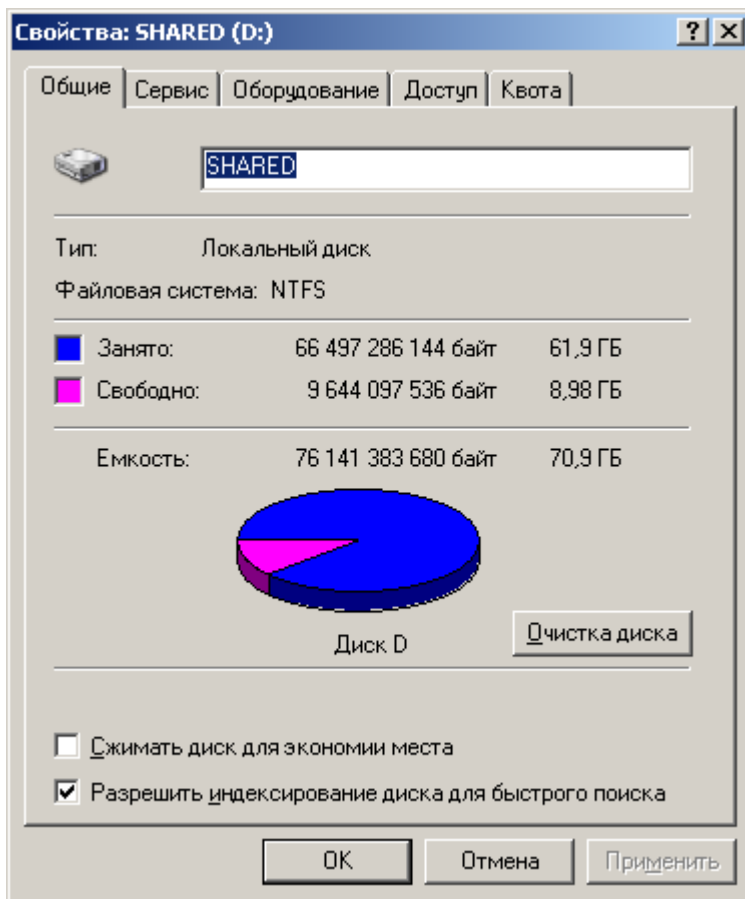 Свойства: SHARED (D:)
Общие Сервис Оборудование Доступ Квота
SHARED
Тип: Локальный диск
Файловая система: NTFS
Занято: 66 497 286 144 байт 61,9 ГБ
Свободно: 9 644 097 536 байт 8,98 ГБ
Емкость: 76 141 383 680 байт 70,9 ГБ
Диск D
Очистка диска
Сжимать диск для экономии места
Разрешить индексирование диска для быстрого поиска
OK Отмена Применить